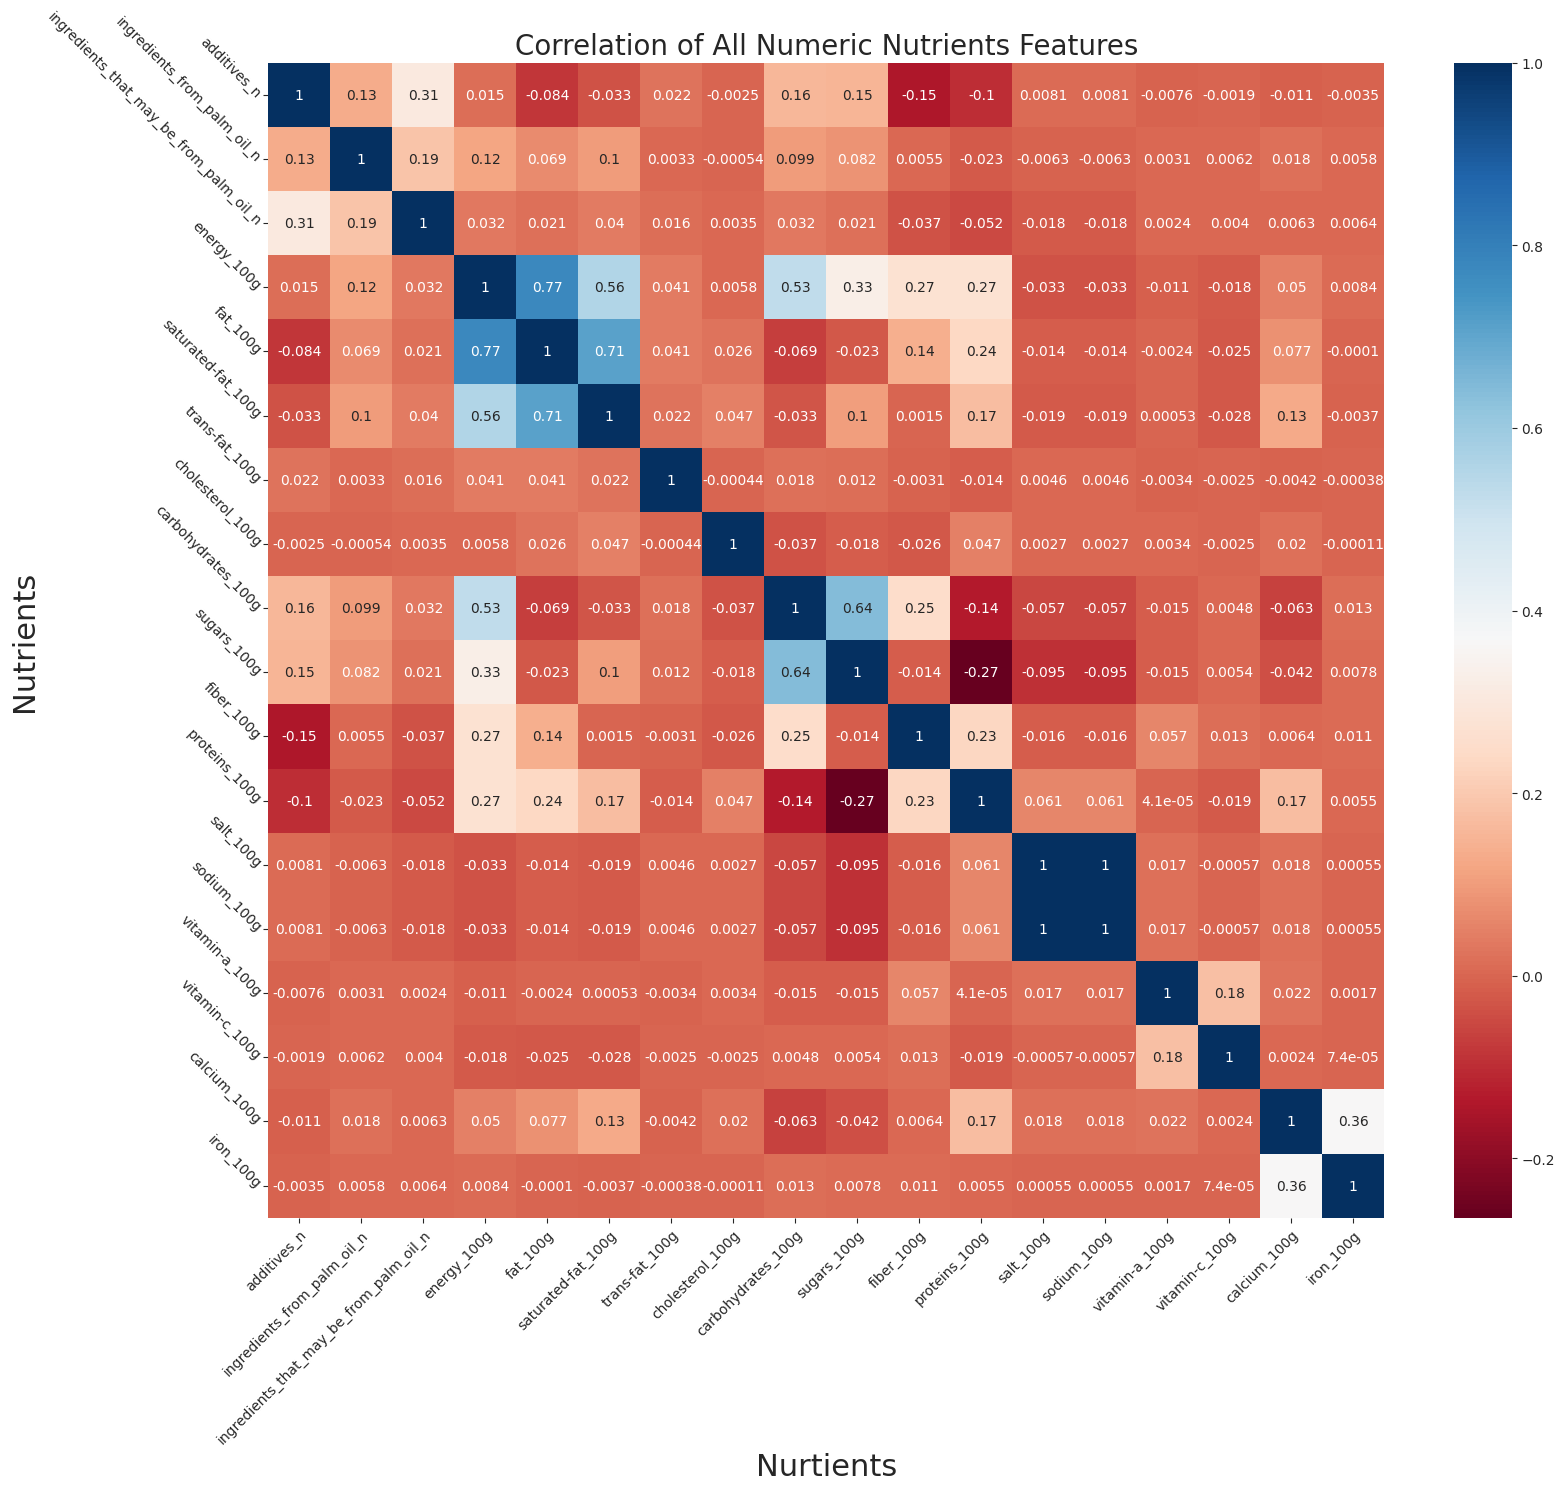 Correlation of All Numeric Nutrients Features
additives_n 1 0.13 0.31 0.015 -0.084 -0.033 0.022 -0.0025 0.16 0.15 -0.15 -0.1 0.0081 0.0081 -0.0076 -0.0019 -0.011 -0.0035
ingredients_from_palm_oil_n 0.13 1 0.19 0.12 0.069 0.1 0.0033 -0.00054 0.099 0.082 0.0055 -0.023 -0.0063 -0.0063 0.0031 0.0062 0.018 0.0058
ingredients_that_may_be_from_palm_oil_n 0.31 0.19 1 0.032 0.021 0.04 0.016 0.0035 0.032 0.021 -0.037 -0.052 -0.018 -0.018 0.0024 0.004 0.0063 0.0064
energy_100g 0.015 0.12 0.032 1 0.77 0.56 0.041 0.0058 0.53 0.33 0.27 0.27 -0.033 -0.033 -0.011 -0.018 0.05 0.0084
fat_100g -0.084 0.069 0.021 0.77 1 0.71 0.041 0.026 -0.069 -0.023 0.14 0.24 -0.014 -0.014 -0.0024 -0.025 0.077 -0.0001
saturated-fat_100g -0.033 0.1 0.04 0.56 0.71 1 0.022 0.047 -0.033 0.1 0.0015 0.17 -0.019 -0.019 0.00053 -0.028 0.13 -0.0037
trans-fat_100g 0.022 0.0033 0.016 0.041 0.041 0.022 1 -0.00044 0.018 0.012 -0.0031 -0.014 0.0046 0.0046 -0.0034 -0.0025 -0.0042 -0.00038
cholesterol_100g -0.0025 -0.00054 0.0035 0.0058 0.026 0.047 -0.00044 1 -0.037 -0.018 -0.026 0.047 0.0027 0.0027 0.0034 -0.0025 0.02 -0.00011
carbohydrates_100g 0.16 0.099 0.032 0.53 -0.069 -0.033 0.018 -0.037 1 0.64 0.25 -0.14 -0.057 -0.057 -0.015 0.0048 -0.063 0.013
sugars_100g 0.15 0.082 0.021 0.33 -0.023 0.1 0.012 -0.018 0.64 1 -0.014 -0.27 -0.095 -0.095 -0.015 0.0054 -0.042 0.0078
fiber_100g -0.15 0.0055 -0.037 0.27 0.14 0.0015 -0.0031 -0.026 0.25 -0.014 1 0.23 -0.016 -0.016 0.057 0.013 0.0064 0.011
proteins_100g -0.1 -0.023 -0.052 0.27 0.24 0.17 -0.014 0.047 -0.14 -0.27 0.23 1 0.061 0.061 4.1e-05 -0.019 0.17 0.0055
salt_100g 0.0081 -0.0063 -0.018 -0.033 -0.014 -0.019 0.0046 0.0027 -0.057 -0.095 -0.016 0.061 1 1 0.017 -0.00057 0.018 0.00055
sodium_100g 0.0081 -0.0063 -0.018 -0.033 -0.014 -0.019 0.0046 0.0027 -0.057 -0.095 -0.016 0.061 1 1 0.017 -0.00057 0.018 0.00055
vitamin-a_100g -0.0076 0.0031 0.0024 -0.011 -0.0024 0.00053 -0.0034 0.0034 -0.015 -0.015 0.057 4.1e-05 0.017 0.017 1 0.18 0.022 0.0017
vitamin-c_100g -0.0019 0.0062 0.004 -0.018 -0.025 -0.028 -0.0025 -0.0025 0.0048 0.0054 0.013 -0.019 -0.00057 -0.00057 0.18 1 0.0024 7.4e-05
calcium_100g -0.011 0.018 0.0063 0.05 0.077 0.13 -0.0042 0.02 -0.063 -0.042 0.0064 0.17 0.018 0.018 0.022 0.0024 1 0.36
iron_100g -0.0035 0.0058 0.0064 0.0084 -0.0001 -0.0037 -0.00038 -0.00011 0.013 0.0078 0.011 0.0055 0.00055 0.00055 0.0017 7.4e-05 0.36 1
additives_n
ingredients_from_palm_oil_n
ingredients_that_may_be_from_palm_oil_n
energy_100g
fat_100g
saturated-fat_100g
trans-fat_100g
cholesterol_100g
carbohydrates_100g
sugars_100g
fiber_100g
proteins_100g
salt_100g
sodium_100g
vitamin-a_100g
vitamin-c_100g
calcium_100g
iron_100g
Nutrients
Nurtients
1.0
0.8
0.6
0.4
0.2
0.0
−0.2